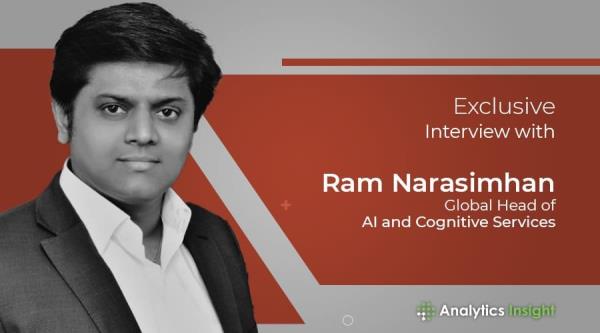 Exclusive
Interview with
Ram Narasimhan
Global Head of
AI and Cognitive Services
Analytics Insight